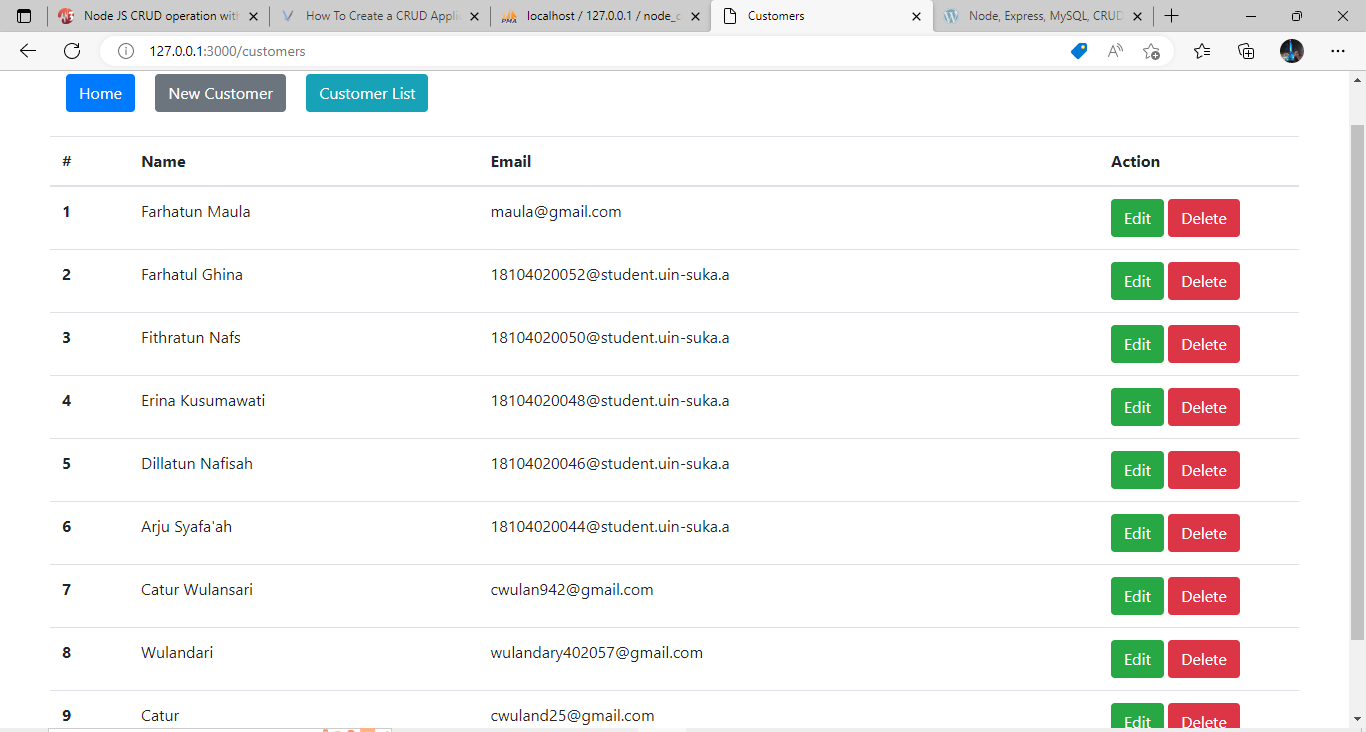 Node JS CRUD operation with
How To Create a CRUD Appli
PMA
localhost / 127.0.0.1 / node_c
Customers
Node, Express, MySQL, CRUD
127.0.0.1:3000/customers
Home New Customer Customer List
# Name Email Action
1 Farhatun Maula maula@gmail.com Edit Delete
2 Farhatul Ghina 18104020052@student.uin-suka.a Edit Delete
3 Fithratun Nafs 18104020050@student.uin-suka.a Edit Delete
4 Erina Kusumawati 18104020048@student.uin-suka.a Edit Delete
5 Dillatun Nafisah 18104020046@student.uin-suka.a Edit Delete
6 Arju Syafa'ah 18104020044@student.uin-suka.a Edit Delete
7 Catur Wulansari cwulan942@gmail.com Edit Delete
8 Wulandari wulandary402057@gmail.com Edit Delete
9 Catur cwuland25@gmail.com Edit Delete